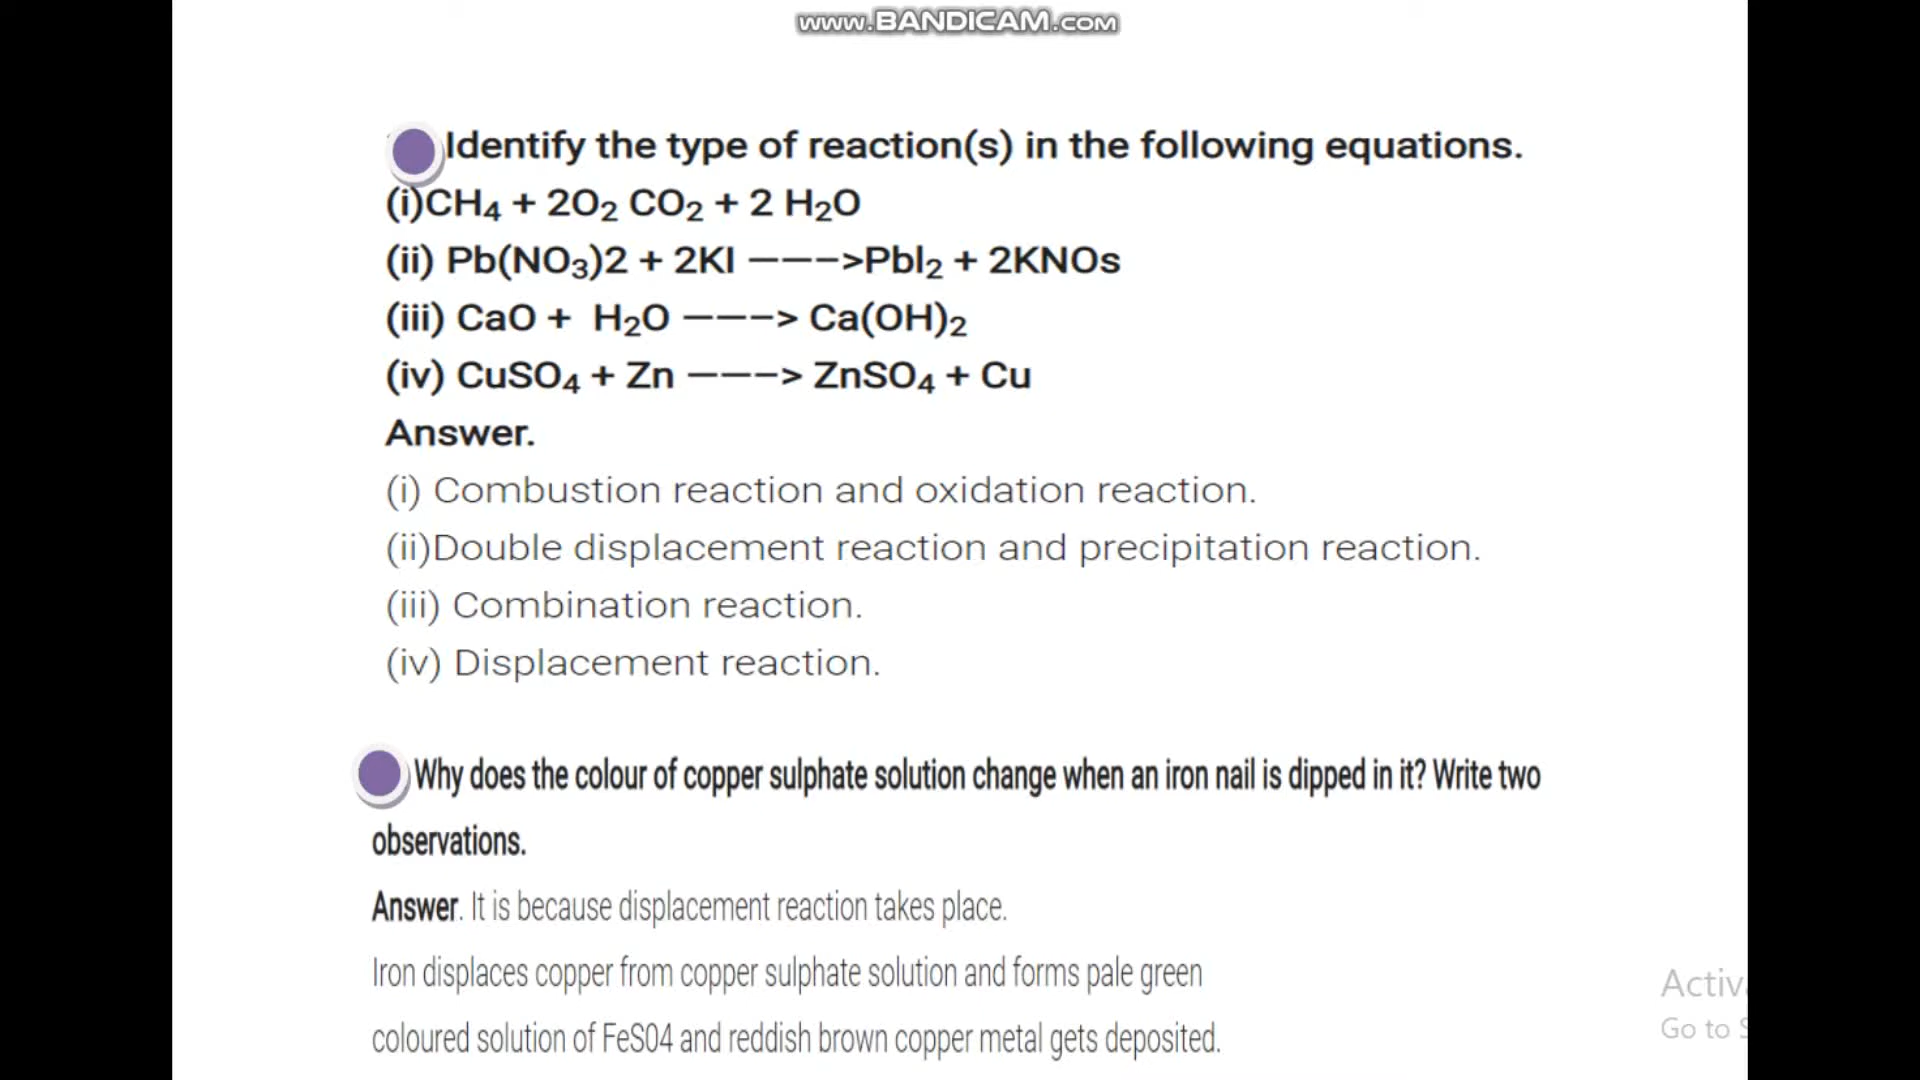 www.BANDICAM.com
Identify the type of reaction(s) in the following equations.
(i)CH₄ + 2O₂ CO₂ + 2 H₂O
(ii) Pb(NO₃)2 + 2KI ———>PbI₂ + 2KNOs
(iii) CaO + H₂O ———> Ca(OH)₂
(iv) CuSO₄ + Zn ———> ZnSO₄ + Cu
Answer.
(i) Combustion reaction and oxidation reaction.
(ii)Double displacement reaction and precipitation reaction.
(iii) Combination reaction.
(iv) Displacement reaction.
Why does the colour of copper sulphate solution change when an iron nail is dipped in it? Write two
observations.
Answer. It is because displacement reaction takes place.
Iron displaces copper from copper sulphate solution and forms pale green
coloured solution of FeS04 and reddish brown copper metal gets deposited.
Activ
Go to S